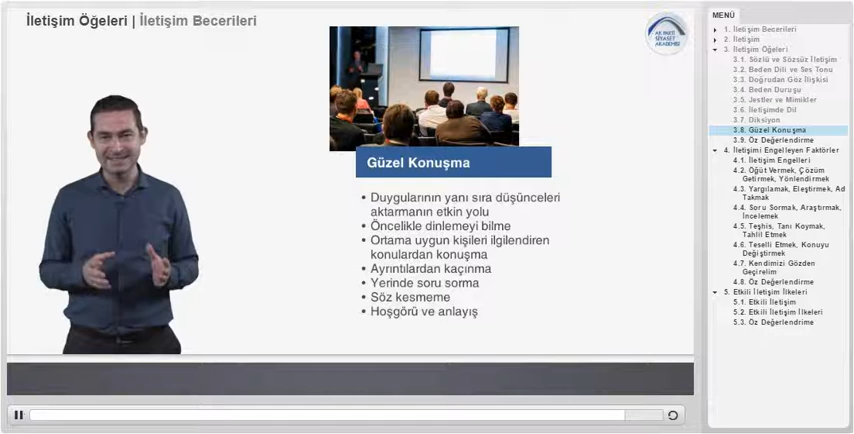 İletişim Öğeleri | İletişim Becerileri
AK PARTİ
SİYASET
AKADEMİSİ
Güzel Konuşma
• Duygularının yanı sıra düşünceleri
aktarmanın etkin yolu
• Öncelikle dinlemeyi bilme
• Ortama uygun kişileri ilgilendiren
konulardan konuşma
• Ayrıntılardan kaçınma
• Yerinde soru sorma
• Söz kesmeme
• Hoşgörü ve anlayış
MENÜ
1. İletişim Becerileri
2. İletişim
3. İletişim Öğeleri
3.1. Sözlü ve Sözsüz İletişim
3.2. Beden Dili ve Ses Tonu
3.3. Doğrudan Göz İlişkisi
3.4. Beden Duruşu
3.5. Jestler ve Mimikler
3.6. İletişimde Dil
3.7. Diksiyon
3.8. Güzel Konuşma
3.9. Öz Değerlendirme
4. İletişimi Engelleyen Faktörler
4.1. İletişim Engelleri
4.2. Öğüt Vermek, Çözüm
Getirmek, Yönlendirmek
4.3. Yargılamak, Eleştirmek, Ad
Takmak
4.4. Soru Sormak, Araştırmak,
İncelemek
4.5. Teşhis, Tanı Koymak,
Tahlil Etmek
4.6. Teselli Etmek, Konuyu
Değiştirmek
4.7. Kendimizi Gözden
Geçirelim
4.8. Öz Değerlendirme
5. Etkili İletişim İlkeleri
5.1. Etkili İletişim
5.2. Etkili İletişim İlkeleri
5.3. Öz Değerlendrime